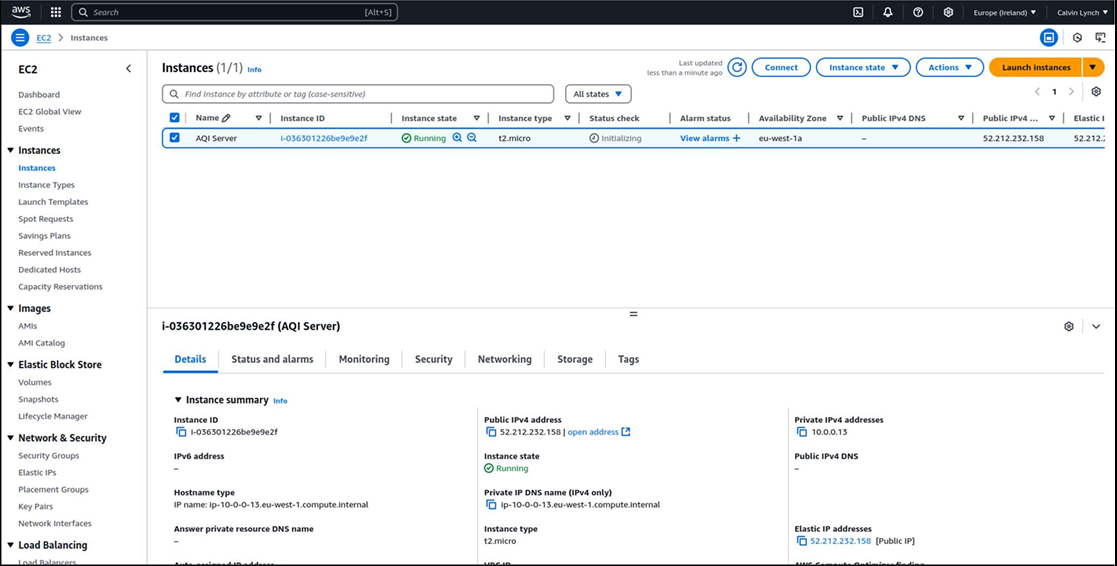 aws Search [Alt+S] Europe (Ireland) Calvin Lynch
EC2 Instances
EC2
Dashboard
EC2 Global View
Events
Instances
Instances
Instance Types
Launch Templates
Spot Requests
Savings Plans
Reserved Instances
Dedicated Hosts
Capacity Reservations
Images
AMIs
AMI Catalog
Elastic Block Store
Volumes
Snapshots
Lifecycle Manager
Network & Security
Security Groups
Elastic IPs
Placement Groups
Key Pairs
Network Interfaces
Load Balancing
Load Balancers
Instances (1/1) Info
Last updated
less than a minute ago
Connect Instance state Actions Launch instances
Find Instance by attribute or tag (case-sensitive) All states 1
Name Instance ID Instance state Instance type Status check Alarm status Availability Zone Public IPv4 DNS Public IPv4 ... Elastic I
AQI Server i-036301226be9e9e2f Running t2.micro Initializing View alarms + eu-west-1a – 52.212.232.158 52.212.
i-036301226be9e9e2f (AQI Server)
Details Status and alarms Monitoring Security Networking Storage Tags
Instance summary Info
Instance ID
i-036301226be9e9e2f
IPv6 address
–
Hostname type
IP name: ip-10-0-0-13.eu-west-1.compute.internal
Answer private resource DNS name
–
Auto-assigned IP address
Public IPv4 address
52.212.232.158 | open address
Instance state
Running
Private IP DNS name (IPv4 only)
ip-10-0-0-13.eu-west-1.compute.internal
Instance type
t2.micro
VPC ID
Private IPv4 addresses
10.0.0.13
Public IPv4 DNS
–
Elastic IP addresses
52.212.232.158 [Public IP]
AWS Compute Optimizer finding